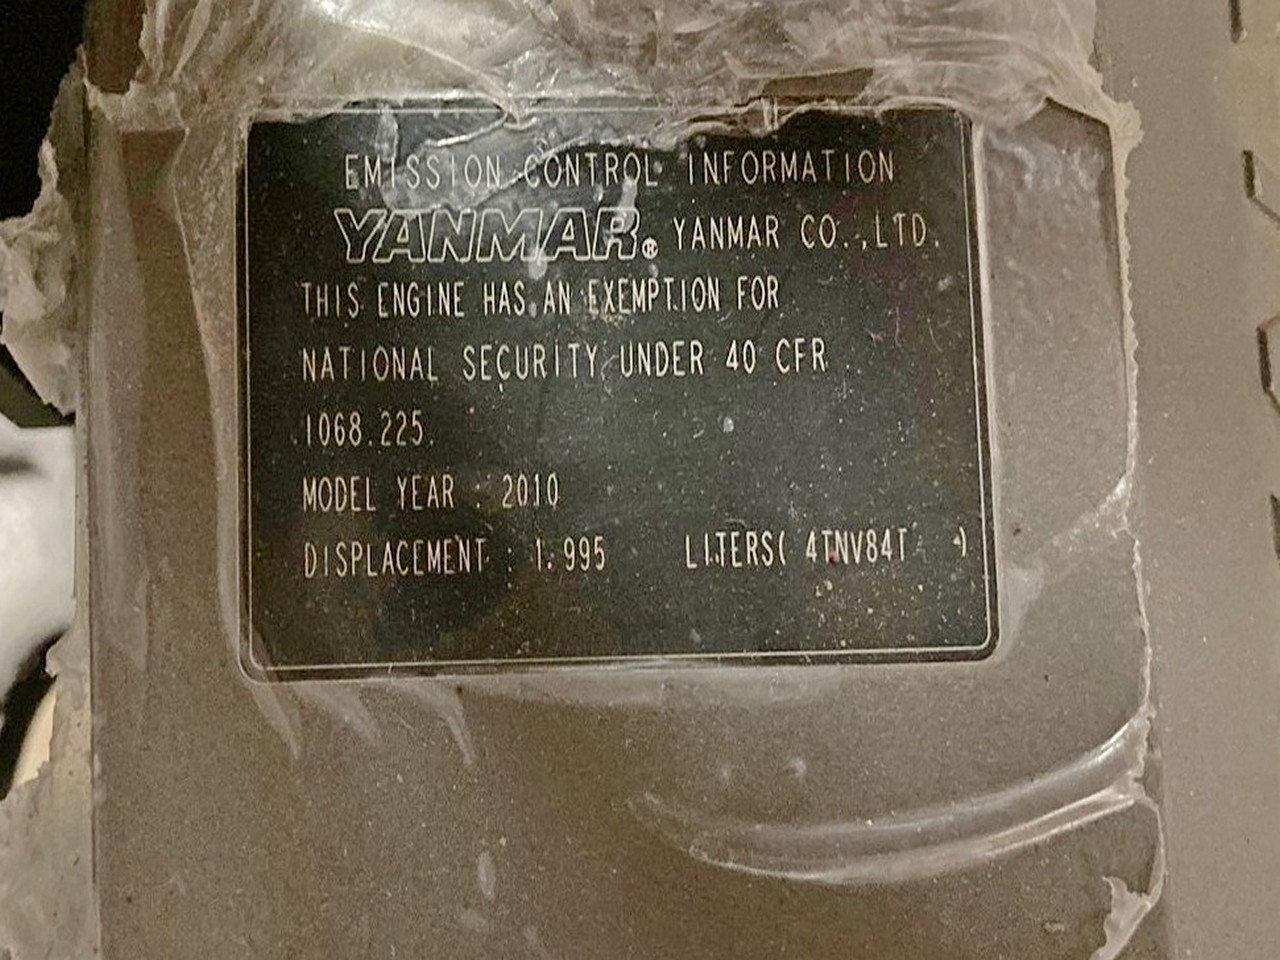 EMISSION CONTROL INFORMATION
YANMAR® YANMAR CO.,LTD.
THIS ENGINE HAS AN EXEMPTION FOR
NATIONAL SECURITY UNDER 40 CFR
1068.225.
MODEL YEAR : 2010
DISPLACEMENT : 1.995 LITERS( 4TNV84T )